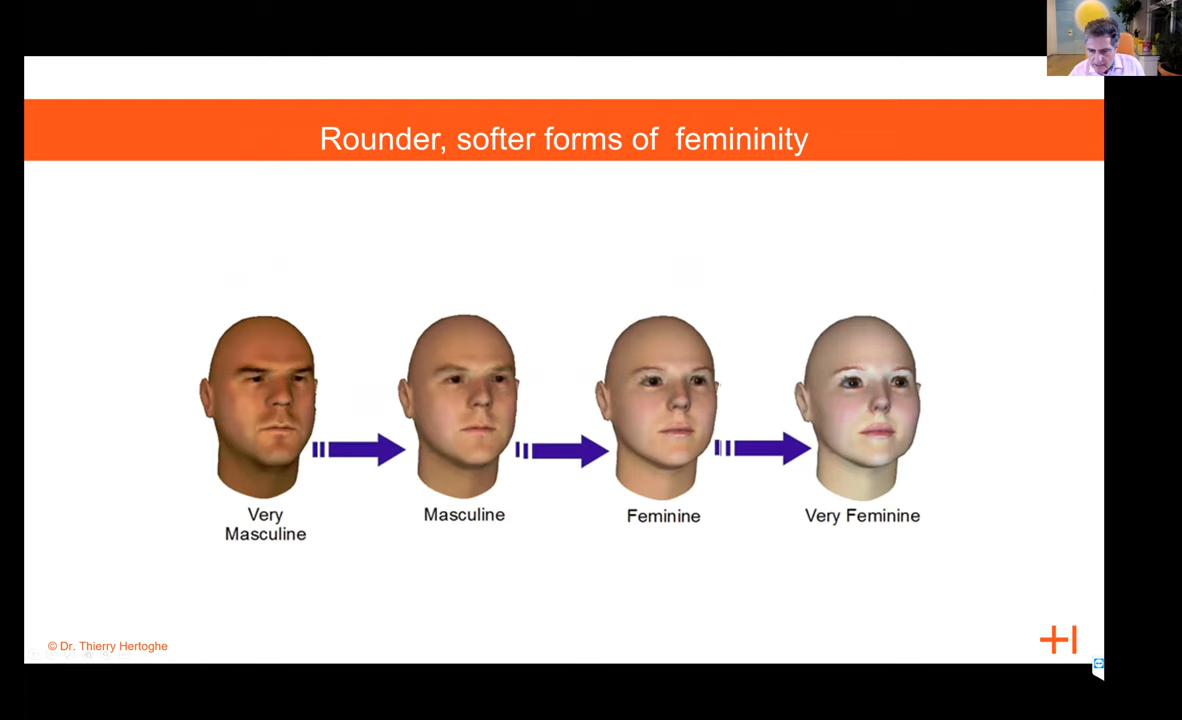 Rounder, softer forms of femininity
Very
Masculine
Masculine
Feminine
Very Feminine
© Dr. Thierry Hertoghe